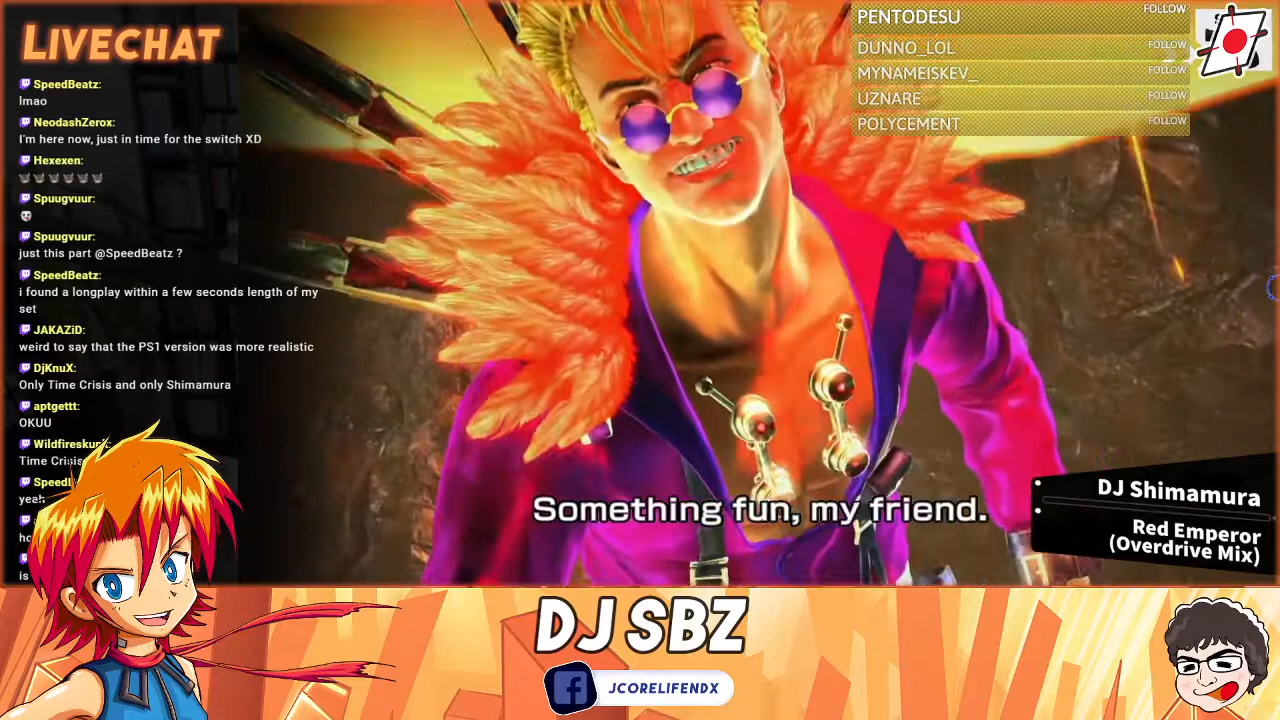 LIVECHAT
SpeedBeatz:
lmao
NeodashZerox:
I'm here now, just in time for the switch XD
Hexexen:
Spuugvuur:
Spuugvuur:
just this part @SpeedBeatz ?
SpeedBeatz:
i found a longplay within a few seconds length of my
set
JAKAZiD:
weird to say that the PS1 version was more realistic
DjKnuX:
Only Time Crisis and only Shimamura
aptgettt:
OKUU
Time
yeah
is
PENTODESU FOLLOW
DUNNO_LOL FOLLOW
MYNAMEISKEV_ FOLLOW
UZNARE FOLLOW
POLYCEMENT FOLLOW
Something fun, my friend.
DJ Shimamura
Red Emperor
(Overdrive Mix)
DJ SBZ
f JCORELIFENDX